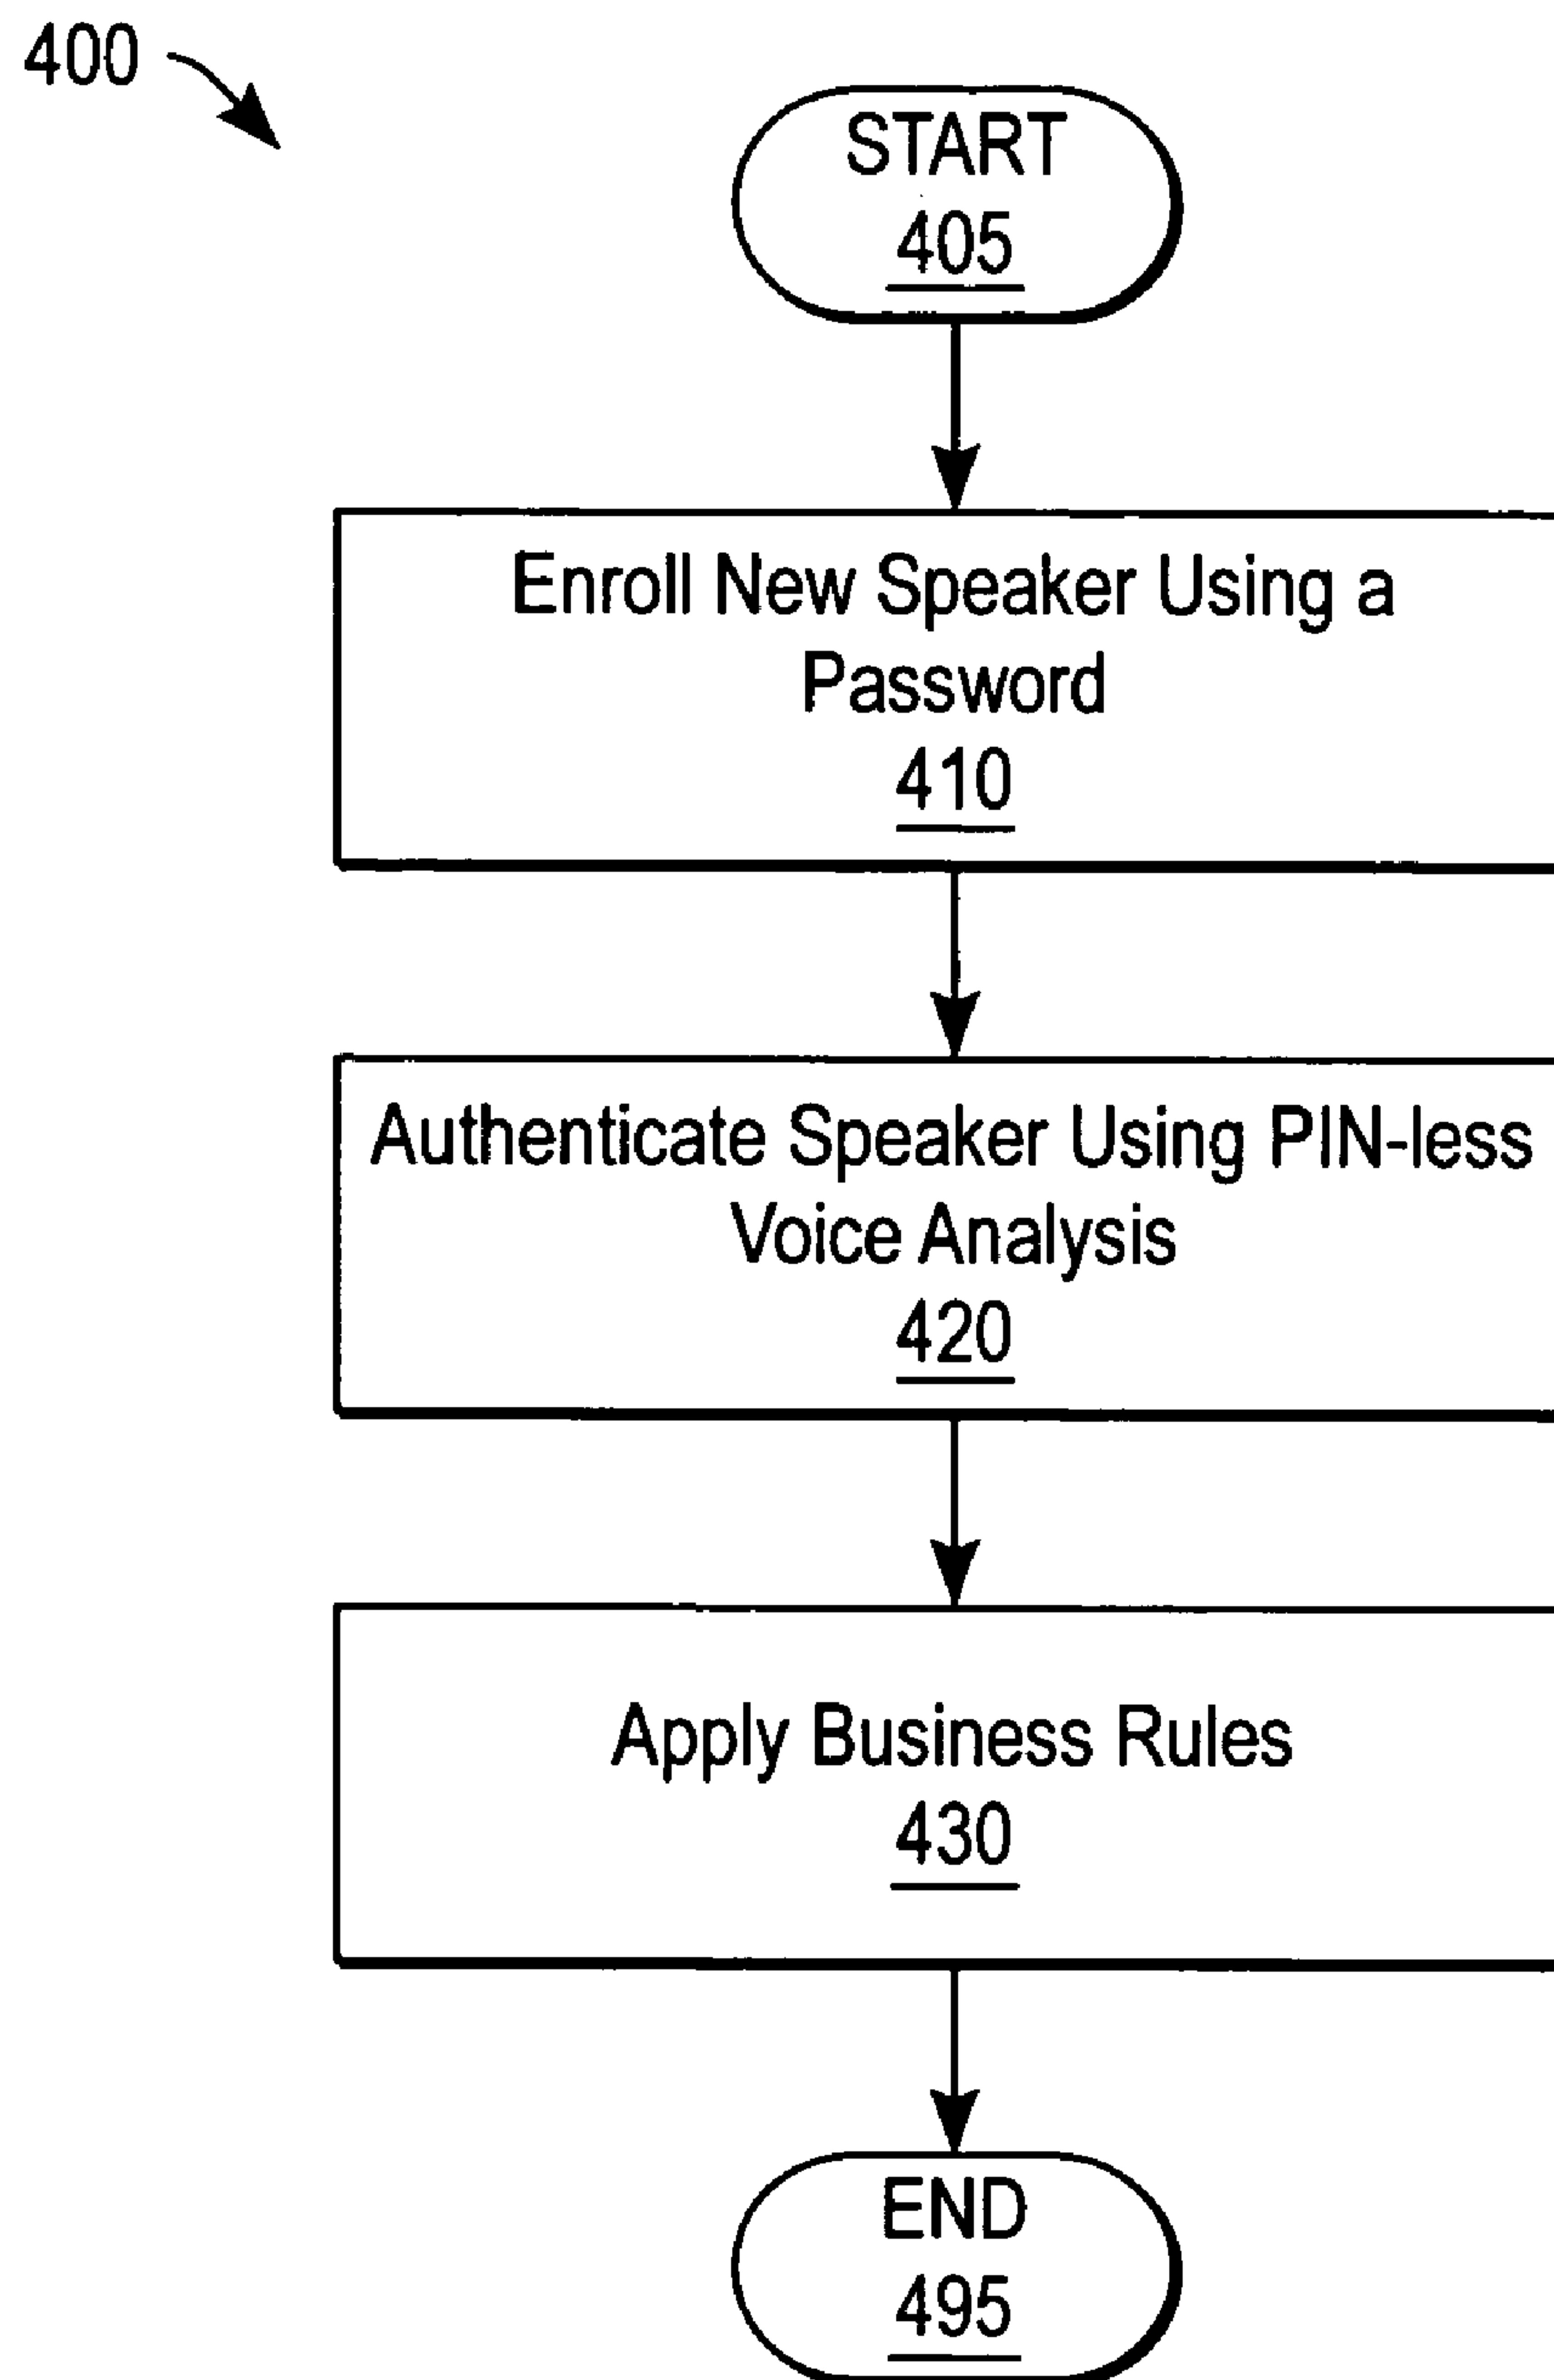 400
START
405
Enroll New Speaker Using a
Password
410
Authenticate Speaker Using PIN-less
Voice Analysis
420
Apply Business Rules
430
END
495